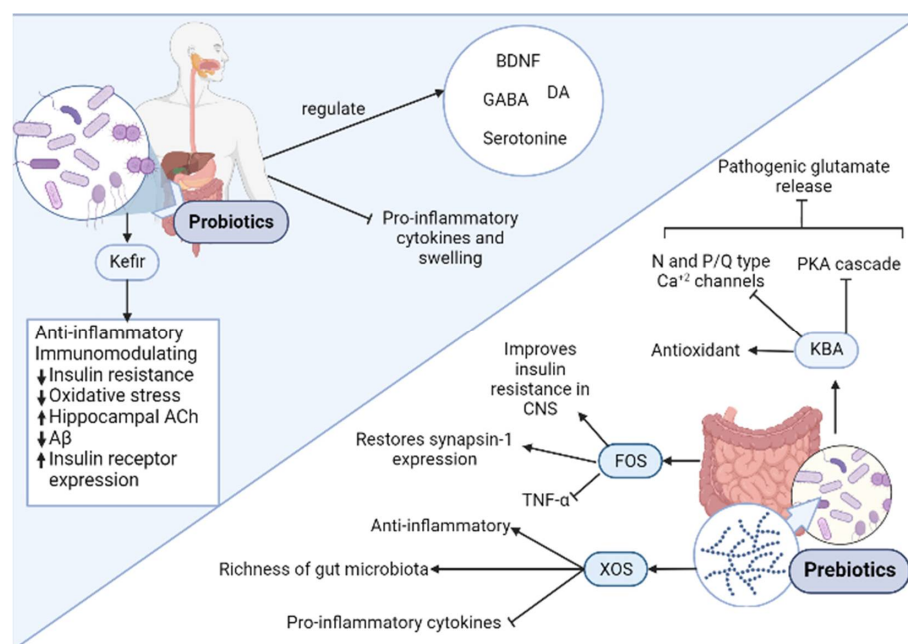 BDNF
GABA
DA
Serotonine
regulate
Probiotics
Pro-inflammatory
cytokines and
swelling
Kefir
Anti-inflammatory
Immunomodulating
Insulin resistance
Oxidative stress
Hippocampal ACh
Aβ
Insulin receptor
expression
Pathogenic glutamate
release
N and P/Q type
Ca⁺² channels
PKA cascade
Antioxidant
KBA
Improves
insulin
resistance in
CNS
Restores synapsin-1
expression
FOS
TNF-α
Anti-inflammatory
Richness of gut microbiota
XOS
Pro-inflammatory cytokines
Prebiotics